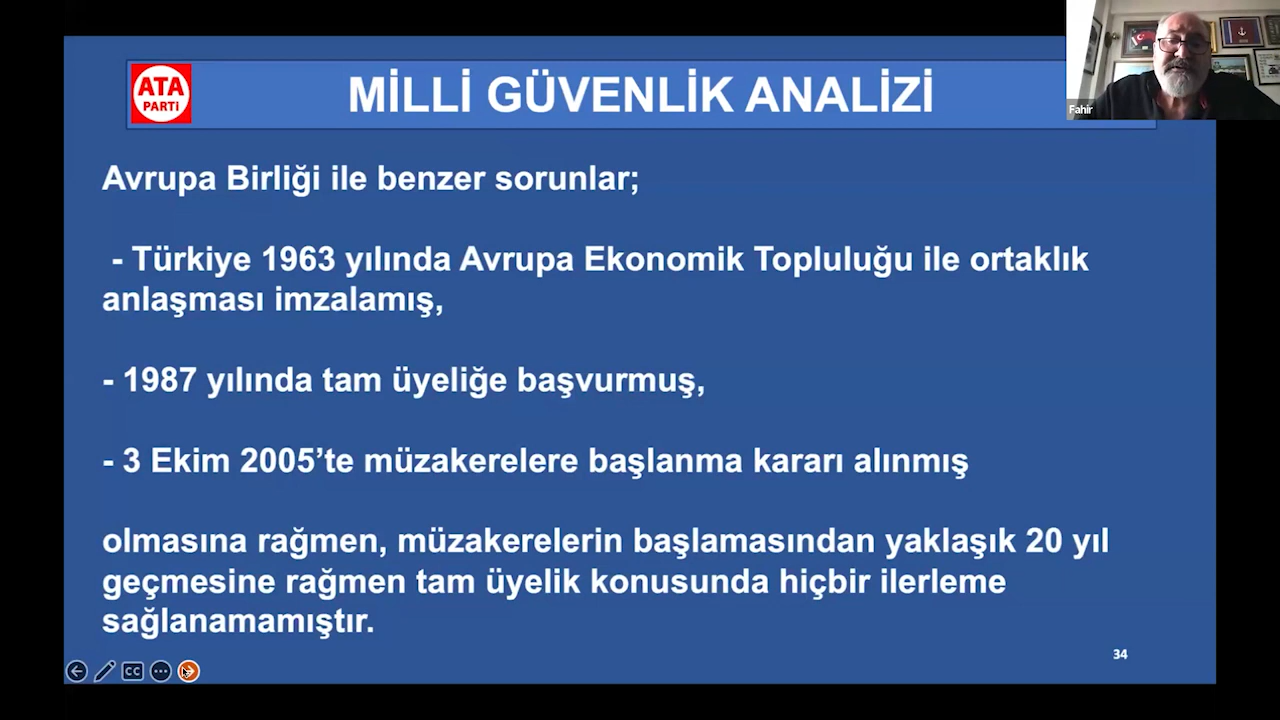 ATA
PARTİ
MİLLİ GÜVENLİK ANALİZİ
Fahir
Avrupa Birliği ile benzer sorunlar;
- Türkiye 1963 yılında Avrupa Ekonomik Topluluğu ile ortaklık
anlaşması imzalamış,
- 1987 yılında tam üyeliğe başvurmuş,
- 3 Ekim 2005’te müzakerelere başlanma kararı alınmış
olmasına rağmen, müzakerelerin başlamasından yaklaşık 20 yıl
geçmesine rağmen tam üyelik konusunda hiçbir ilerleme
sağlanamamıştır.
34
CC